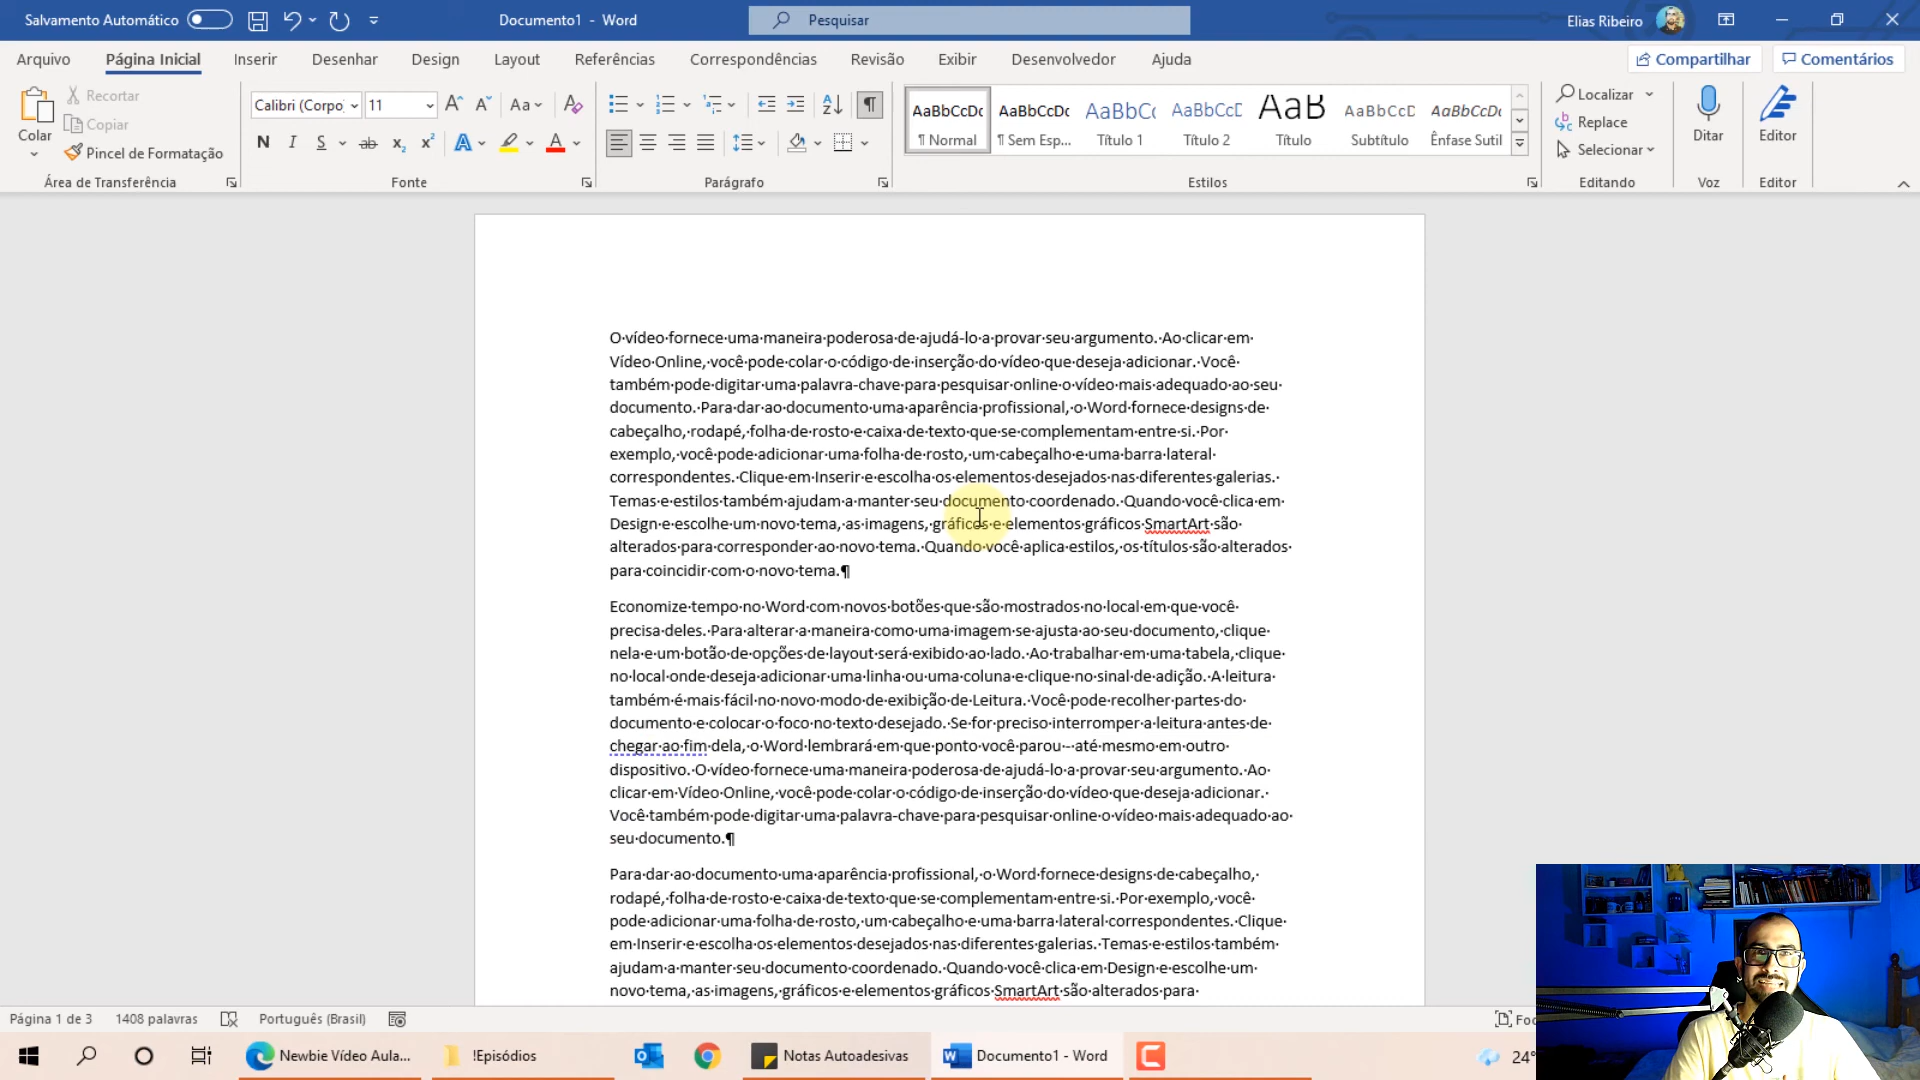 Salvamento Automático
Documento1 - Word
Pesquisar
Elias Ribeiro
Arquivo Página Inicial Inserir Desenhar Design Layout Referências Correspondências Revisão Exibir Desenvolvedor Ajuda
Compartilhar
Comentários
Colar
Recortar
Copiar
Pincel de Formatação
Área de Transferência
Calibri (Corpo 11
Aa
N I S ab x₂ x² A A
Fonte
Parágrafo
AaBbCcDc AaBbCcDc AaBbCc AaBbCcD AaB AaBbCcD AaBbCcDc
¶ Normal ¶ Sem Esp... Título 1 Título 2 Título Subtítulo Ênfase Sutil
Estilos
Localizar
Replace
Selecionar
Editando
Ditar
Voz
Editor
Editor
O·vídeo·fornece·uma·maneira·poderosa·de·ajudá-lo·a·provar·seu·argumento.·Ao·clicar·em·
Vídeo·Online,·você·pode·colar·o·código·de·inserção·do·vídeo·que·deseja·adicionar.·Você·
também·pode·digitar·uma·palavra-chave·para·pesquisar·online·o·vídeo·mais·adequado·ao·seu·
documento.·Para·dar·ao·documento·uma·aparência·profissional,·o·Word·fornece·designs·de·
cabeçalho,·rodapé,·folha·de·rosto·e·caixa·de·texto·que·se·complementam·entre·si.·Por·
exemplo,·você·pode·adicionar·uma·folha·de·rosto,·um·cabeçalho·e·uma·barra·lateral·
correspondentes.·Clique·em·Inserir·e·escolha·os·elementos·desejados·nas·diferentes·galerias.·
Temas·e·estilos·também·ajudam·a·manter·seu·documento·coordenado.·Quando·você·clica·em·
Design·e·escolhe·um·novo·tema,·as·imagens,·gráficos·e·elementos·gráficos·SmartArt·são·
alterados·para·corresponder·ao·novo·tema.·Quando·você·aplica·estilos,·os·títulos·são·alterados·
para·coincidir·com·o·novo·tema.¶
Economize·tempo·no·Word·com·novos·botões·que·são·mostrados·no·local·em·que·você·
precisa·deles.·Para·alterar·a·maneira·como·uma·imagem·se·ajusta·ao·seu·documento,·clique·
nela·e·um·botão·de·opções·de·layout·será·exibido·ao·lado.·Ao·trabalhar·em·uma·tabela,·clique·
no·local·onde·deseja·adicionar·uma·linha·ou·uma·coluna·e·clique·no·sinal·de·adição.·A·leitura·
também·é·mais·fácil·no·novo·modo·de·exibição·de·Leitura.·Você·pode·recolher·partes·do·
documento·e·colocar·o·foco·no·texto·desejado.·Se·for·preciso·interromper·a·leitura·antes·de·
chegar·ao·fim·dela,·o·Word·lembrará·em·que·ponto·você·parou·-·até·mesmo·em·outro·
dispositivo.·O·vídeo·fornece·uma·maneira·poderosa·de·ajudá-lo·a·provar·seu·argumento.·Ao·
clicar·em·Vídeo·Online,·você·pode·colar·o·código·de·inserção·do·vídeo·que·deseja·adicionar.·
Você·também·pode·digitar·uma·palavra-chave·para·pesquisar·online·o·vídeo·mais·adequado·ao·
seu·documento.¶
Para·dar·ao·documento·uma·aparência·profissional,·o·Word·fornece·designs·de·cabeçalho,·
rodapé,·folha·de·rosto·e·caixa·de·texto·que·se·complementam·entre·si.·Por·exemplo,·você·
pode·adicionar·uma·folha·de·rosto,·um·cabeçalho·e·uma·barra·lateral·correspondentes.·Clique·
em·Inserir·e·escolha·os·elementos·desejados·nas·diferentes·galerias.·Temas·e·estilos·também·
ajudam·a·manter·seu·documento·coordenado.·Quando·você·clica·em·Design·e·escolhe·um·
novo·tema,·as·imagens,·gráficos·e·elementos·gráficos·SmartArt·são·alterados·para·
Página 1 de 3 1408 palavras Português (Brasil)
Newbie Vídeo Aula... !Episódios Notas Autoadesivas Documento1 - Word 24°